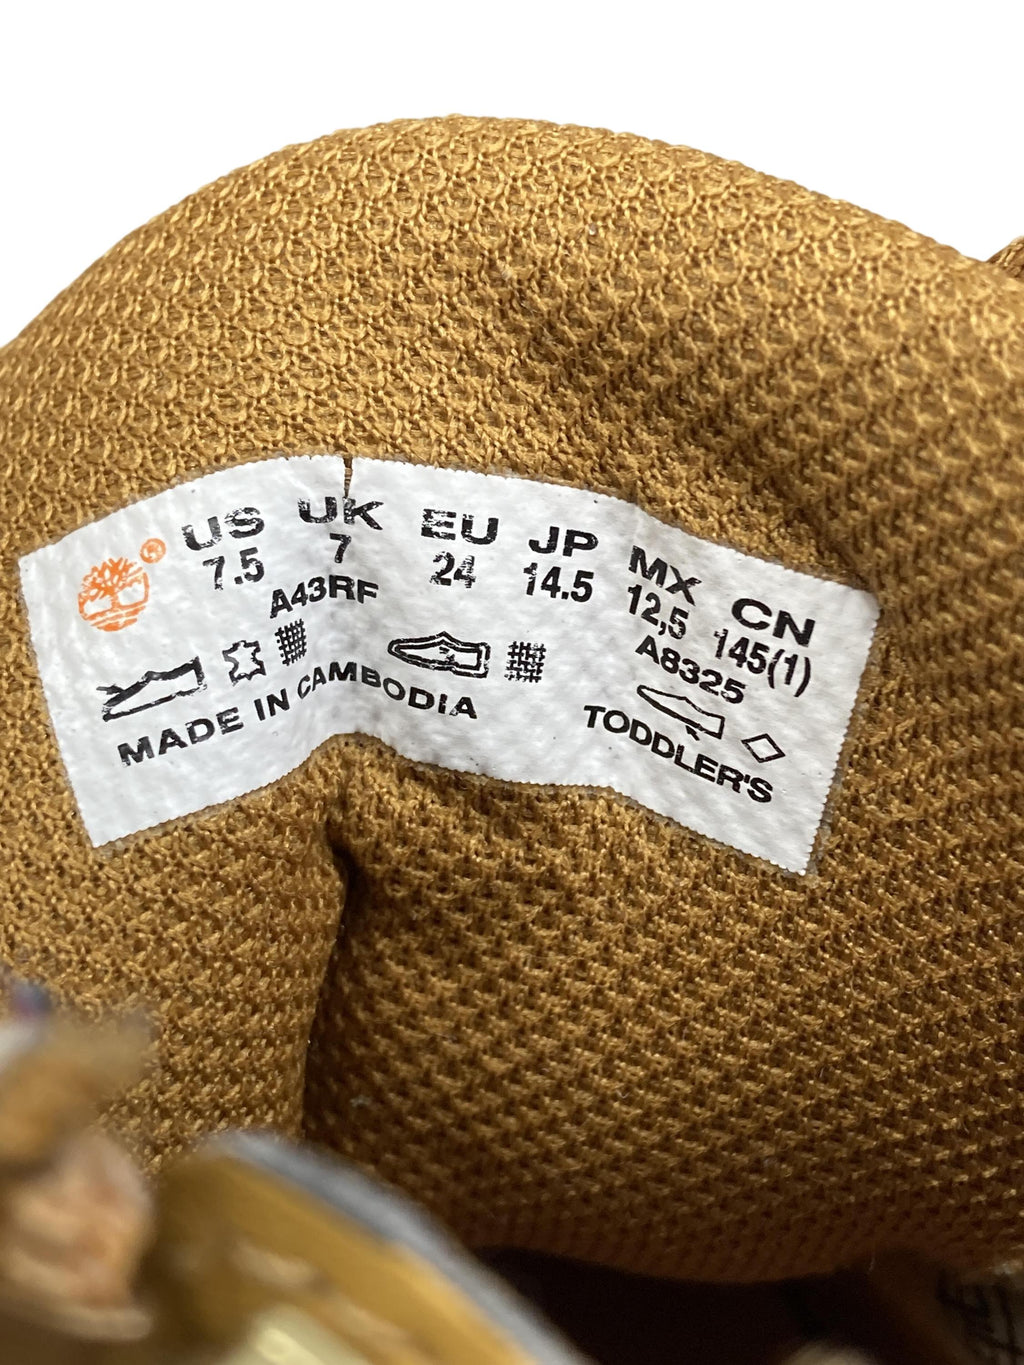 US UK EU JP MX CN
7.5 7 24 14.5 12,5 145(1)
A43RF A8325
MADE IN CAMBODIA TODDLER'S